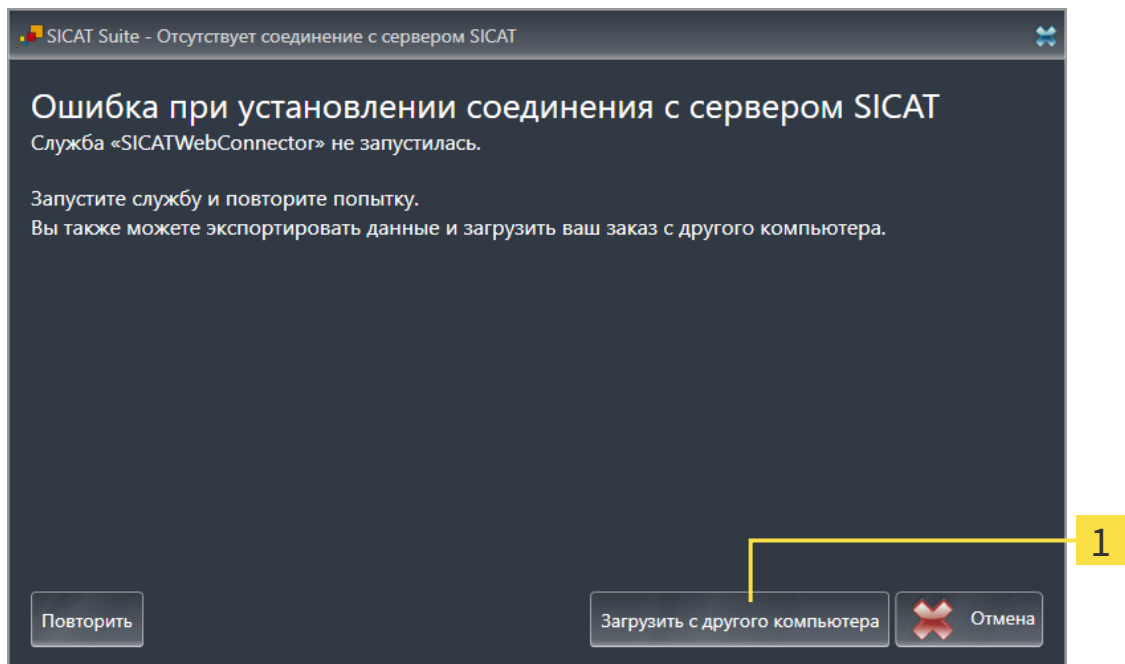 SICAT Suite - Отсутствует соединение с сервером SICAT
Ошибка при установлении соединения с сервером SICAT
Служба «SICATWebConnector» не запустилась.
Запустите службу и повторите попытку.
Вы также можете экспортировать данные и загрузить ваш заказ с другого компьютера.
1
Повторить
Загрузить с другого компьютера
Отмена